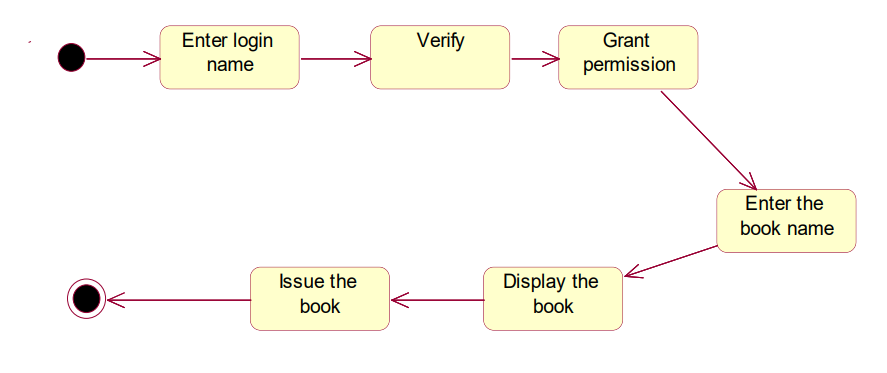 Enter login
name
Verify
Grant
permission
Enter the
book name
Display the
book
Issue the
book